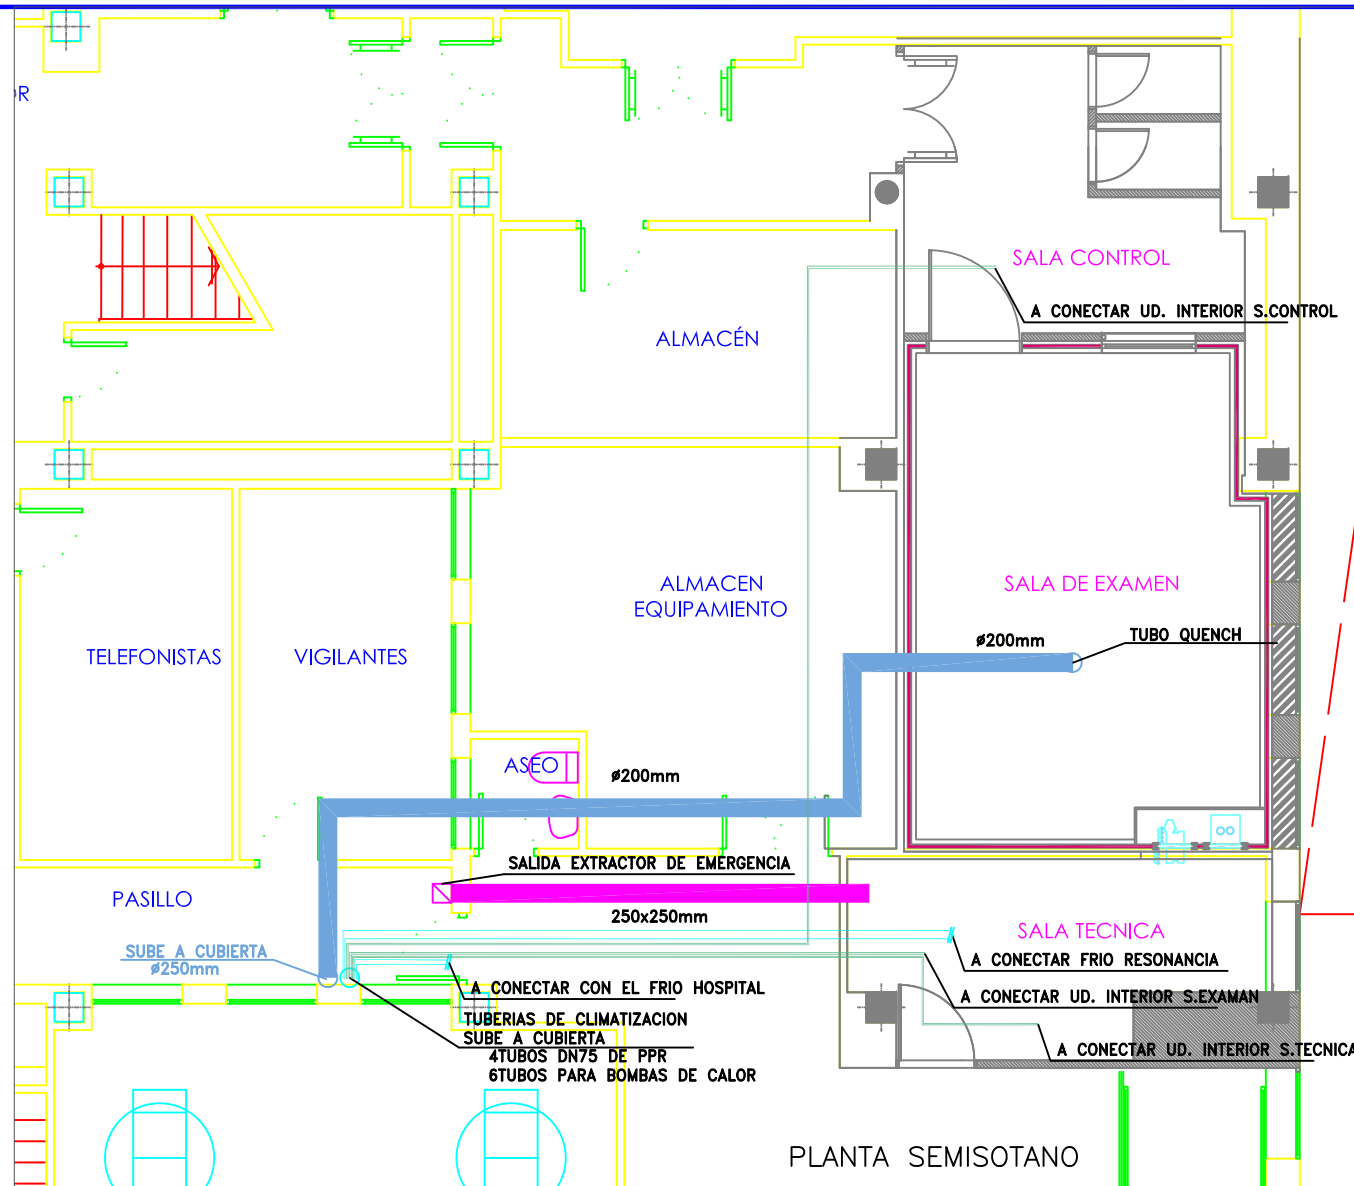 OR
SALA CONTROL
A CONECTAR UD. INTERIOR S.CONTROL
ALMACÉN
ALMACEN
EQUIPAMIENTO
SALA DE EXAMEN
TELEFONISTAS
VIGILANTES
ø200mm
TUBO QUENCH
ASEO
ø200mm
SALIDA EXTRACTOR DE EMERGENCIA
PASILLO
250x250mm
SALA TECNICA
SUBE A CUBIERTA
ø250mm
A CONECTAR FRIO RESONANCIA
A CONECTAR CON EL FRIO HOSPITAL
A CONECTAR UD. INTERIOR S.EXAMAN
TUBERIAS DE CLIMATIZACION
SUBE A CUBIERTA
4TUBOS DN75 DE PPR
6TUBOS PARA BOMBAS DE CALOR
A CONECTAR UD. INTERIOR S.TECNICA
PLANTA SEMISOTANO